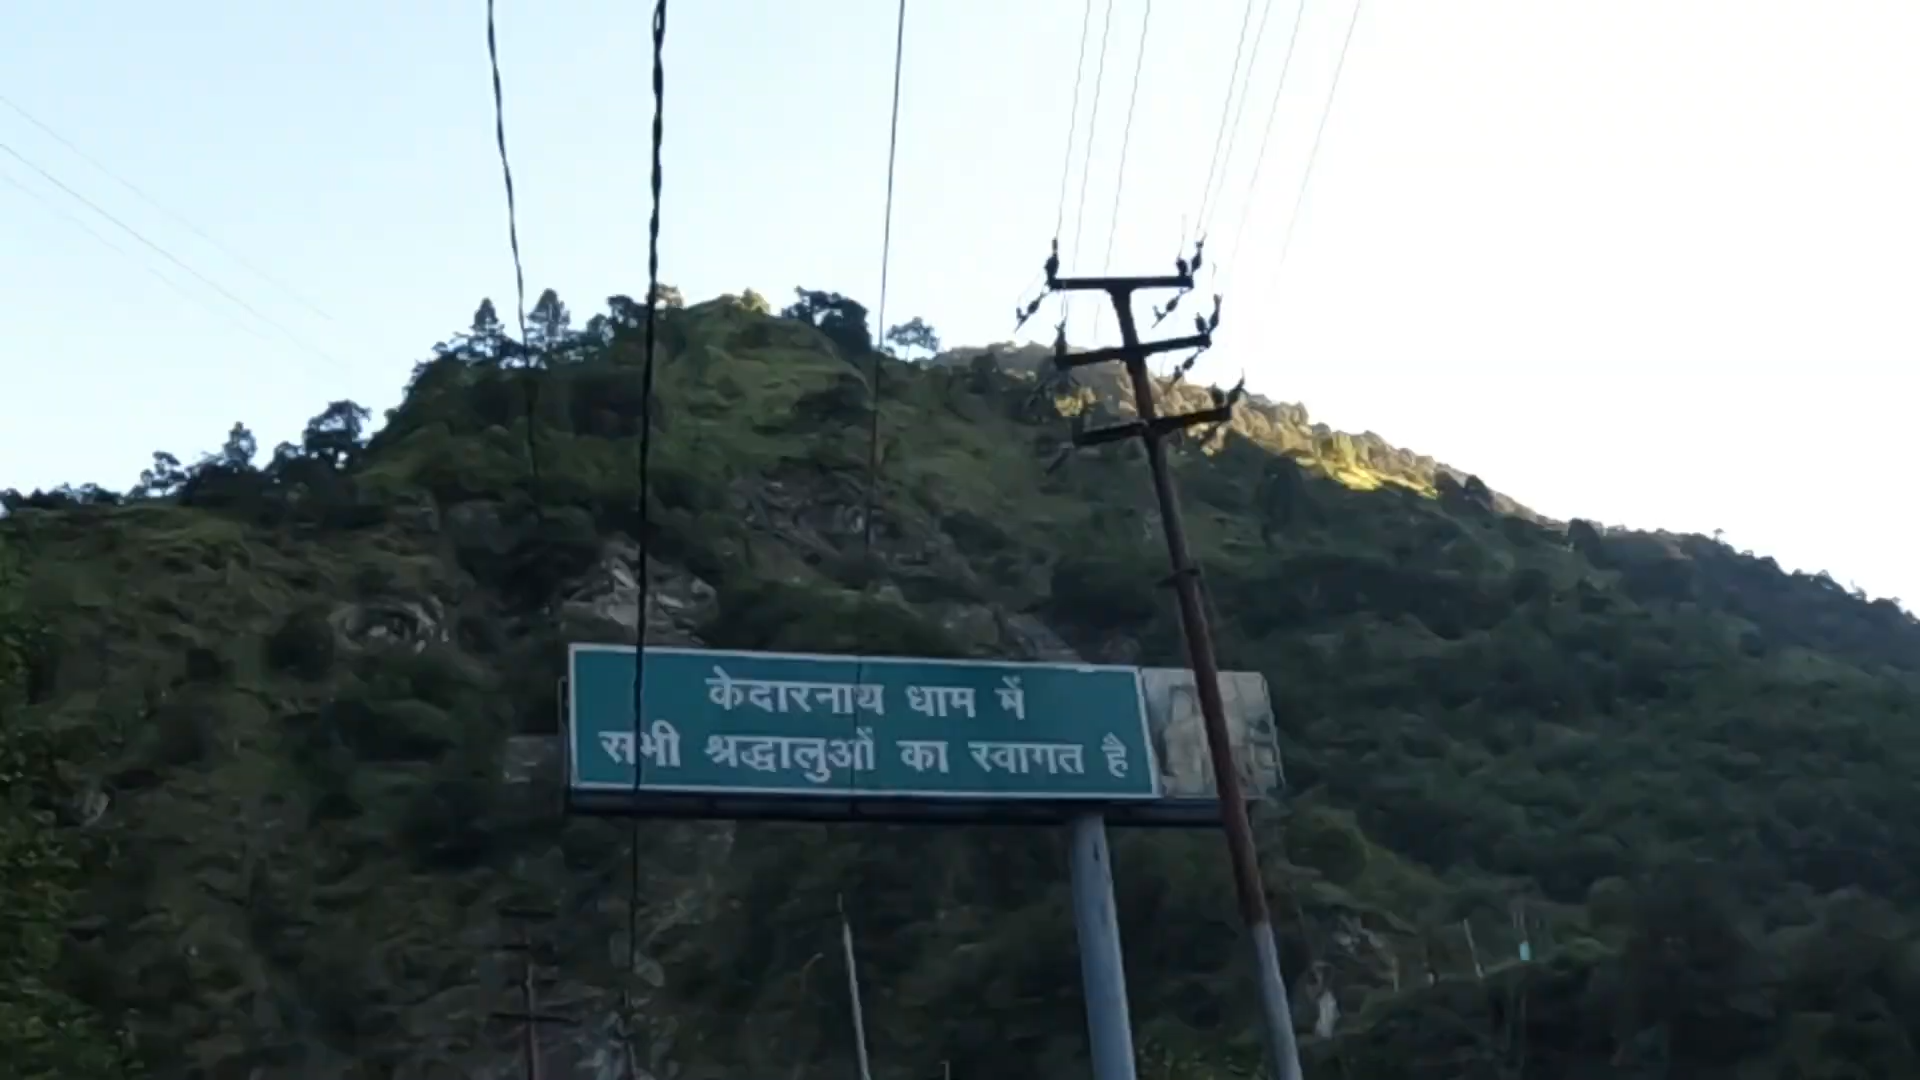 केदारनाथ धाम में
सभी श्रद्धालुओं का स्वागत है